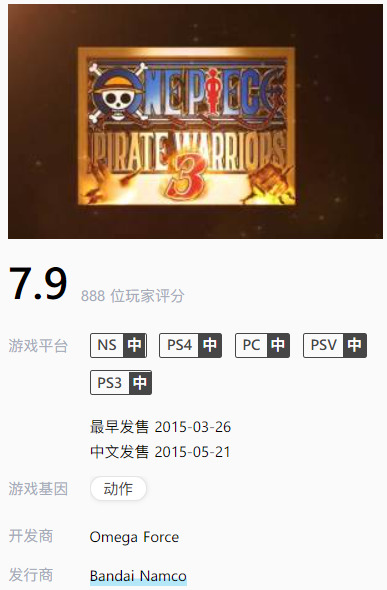 ONE PIECE
PIRATE WARRIORS
3
7.9 888 位玩家评分
游戏平台 NS 中 PS4 中 PC 中 PSV 中
PS3 中
最早发售 2015-03-26
中文发售 2015-05-21
游戏基因 动作
开发商 Omega Force
发行商 Bandai Namco